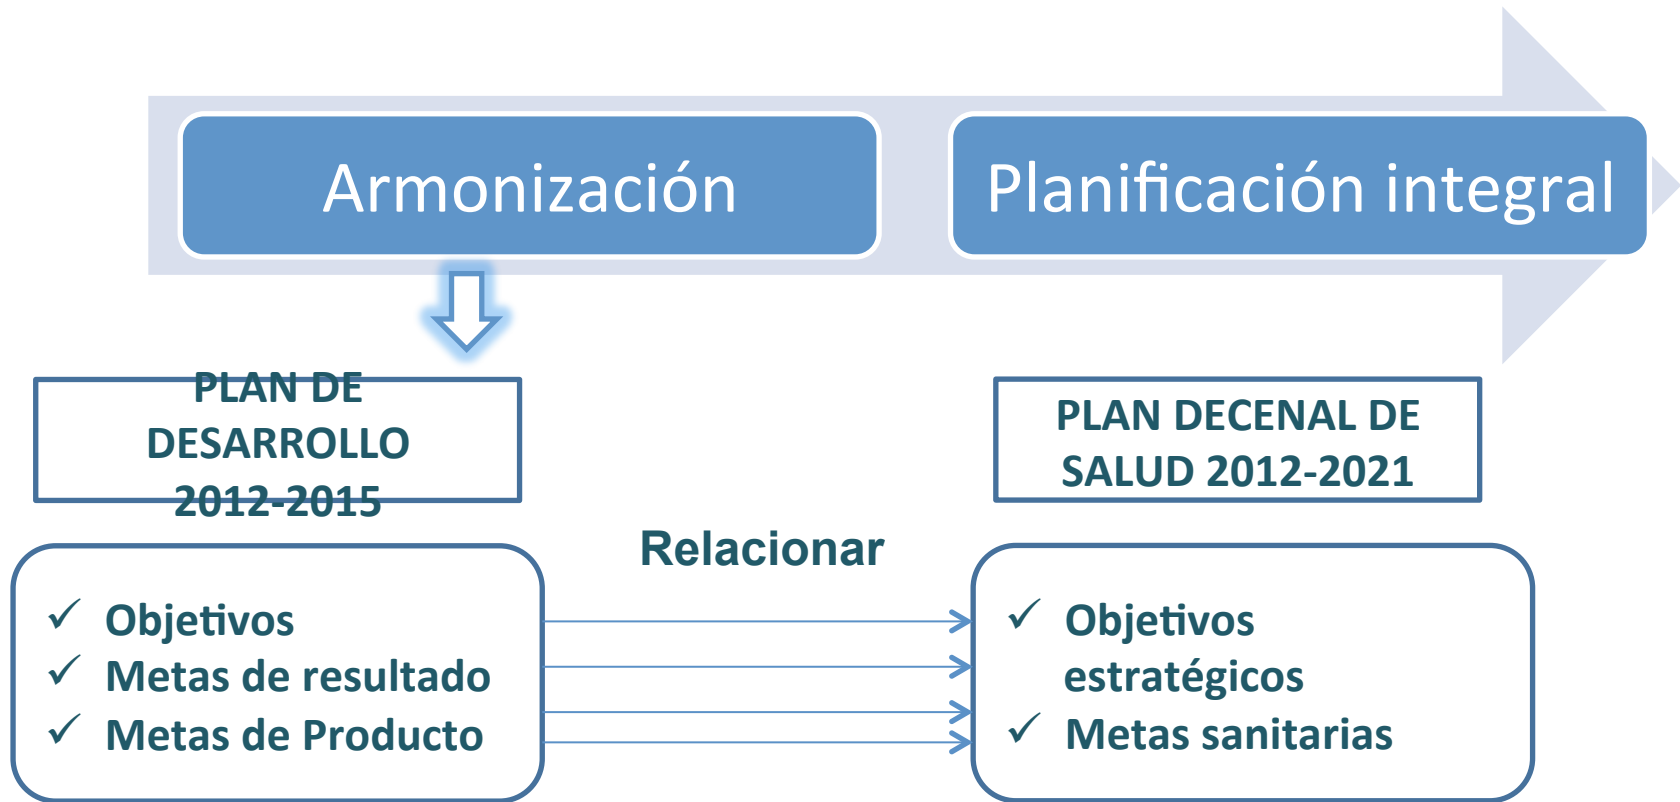 Armonización
Planificación integral
PLAN DE
DESARROLLO
2012-2015
PLAN DECENAL DE
SALUD 2012-2021
Relacionar
✓ Objetivos
✓ Metas de resultado
✓ Metas de Producto
✓ Objetivos
estratégicos
✓ Metas sanitarias